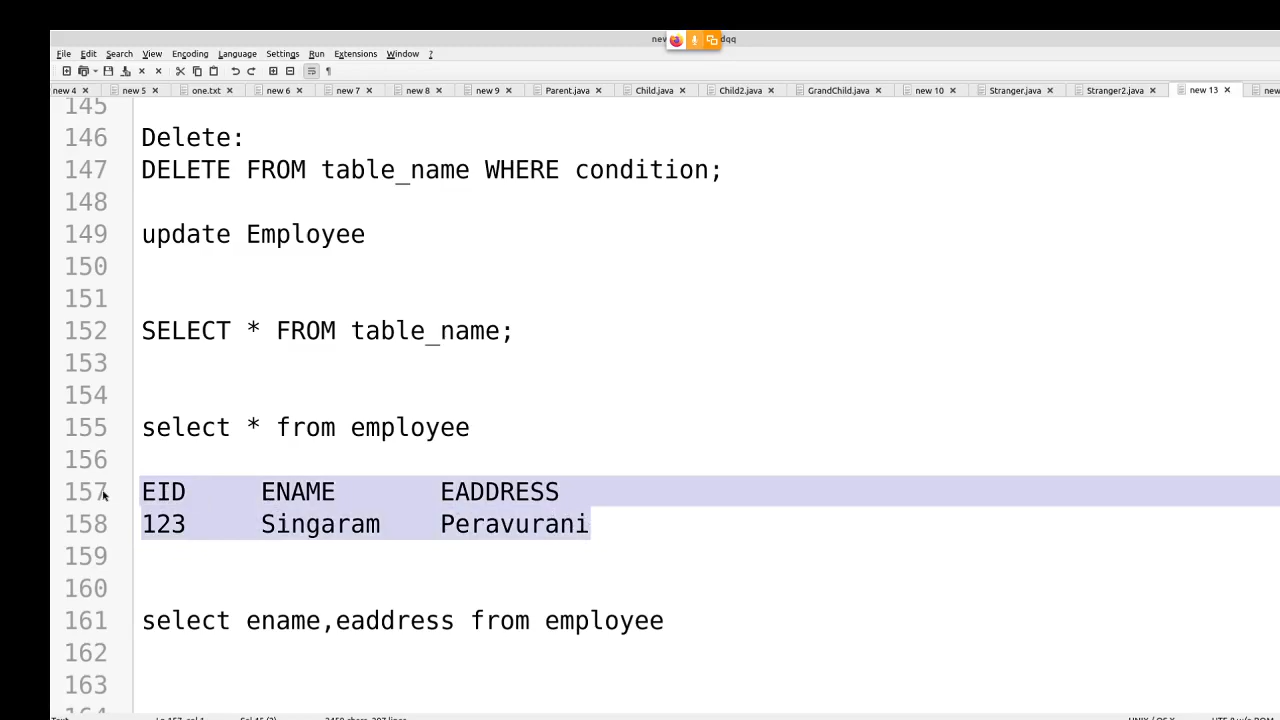 File Edit Search View Encoding Language Settings Run Extensions Window ?
new 4 new 5 one.txt new 6 new 7 new 8 new 9 Parent.java Child.java Child2.java GrandChild.java new 10 Stranger.java Stranger2.java new 13 new
145
146 Delete:
147 DELETE FROM table_name WHERE condition;
148
149 update Employee
150
151
152 SELECT * FROM table_name;
153
154
155 select * from employee
156
157 EID ENAME EADDRESS
158 123 Singaram Peravurani
159
160
161 select ename,eaddress from employee
162
163